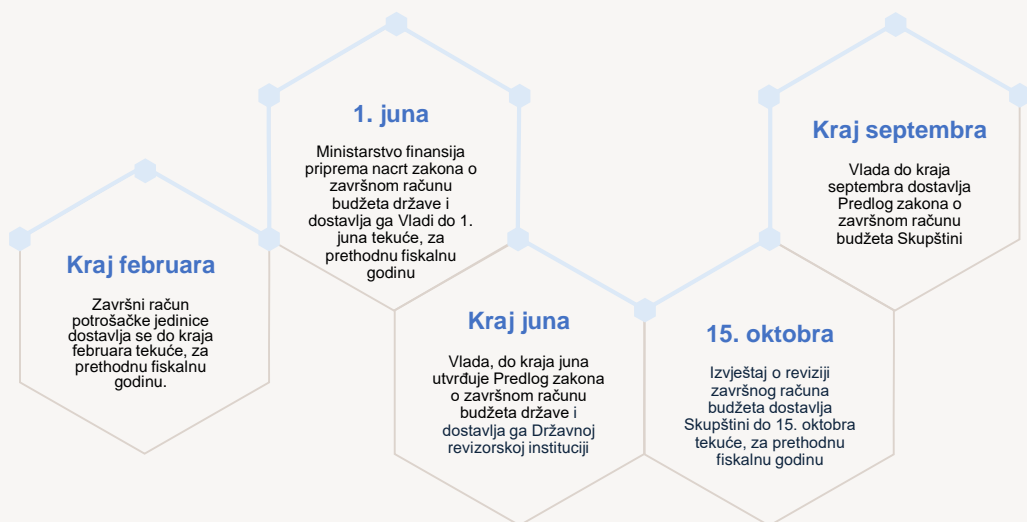 Kraj februara
Završni račun
potrošačke jedinice
dostavlja se do kraja
februara tekuće, za
prethodnu fiskalnu
godinu.
1. juna
Ministarstvo finansija
priprema nacrt zakona o
završnom računu
budžeta države i
dostavlja ga Vladi do 1.
juna tekuće, za
prethodnu fiskalnu
godinu
Kraj juna
Vlada, do kraja juna
utvrđuje Predlog zakona
o završnom računu
budžeta države i
dostavlja ga Državnoj
revizorskoj instituciji
15. oktobra
Izvještaj o reviziji
završnog računa
budžeta dostavlja
Skupštini do 15. oktobra
tekuće, za prethodnu
fiskalnu godinu
Kraj septembra
Vlada do kraja
septembra dostavlja
Predlog zakona o
završnom računu
budžeta Skupštini